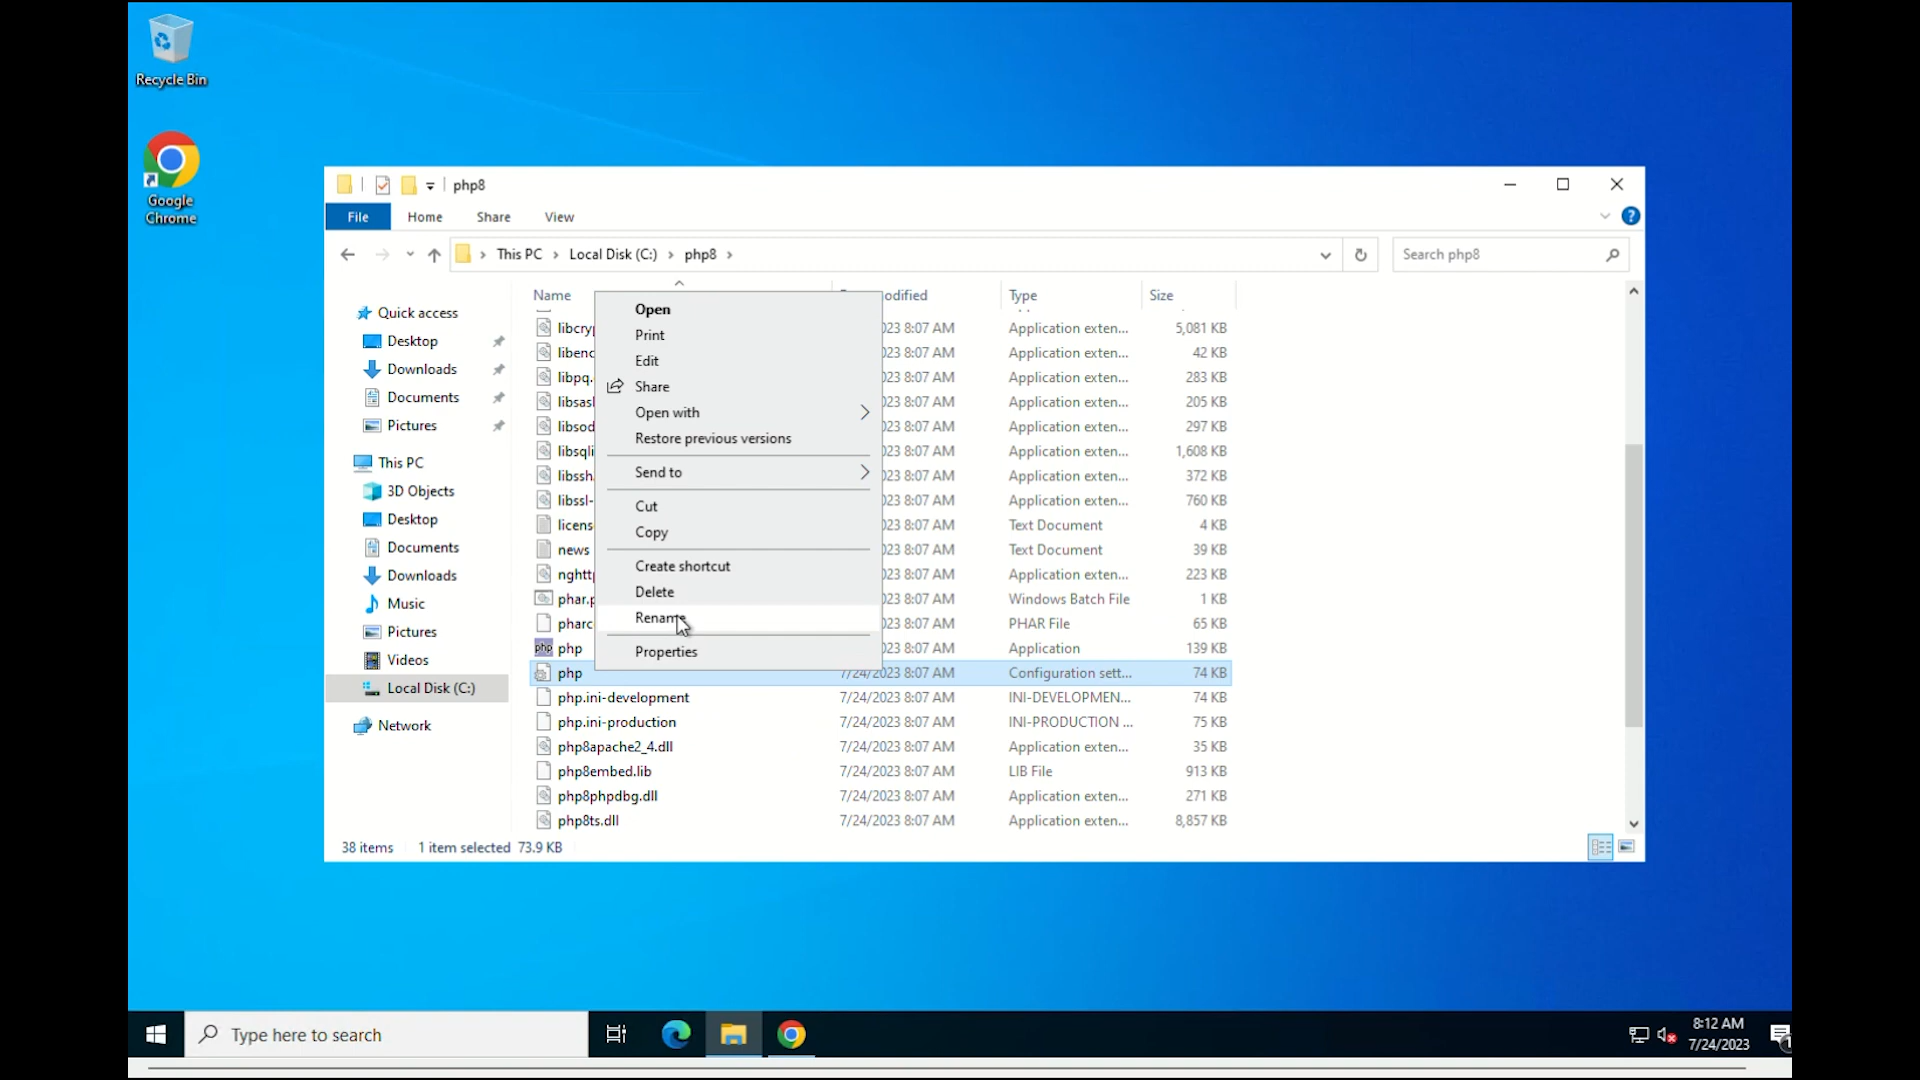 Recycle Bin
Google
Chrome
php8
File Home Share View
This PC Local Disk (C:) php8
Search php8
Name odified Type Size
Quick access
Desktop
Downloads
Documents
Pictures
This PC
3D Objects
Desktop
Documents
Downloads
Music
Pictures
Videos
Local Disk (C:)
Network
libcry 023 8:07 AM Application exten... 5,081 KB
libenc 023 8:07 AM Application exten... 42 KB
libpq. 023 8:07 AM Application exten... 283 KB
libsasl 023 8:07 AM Application exten... 205 KB
libsod 023 8:07 AM Application exten... 297 KB
libsqli 023 8:07 AM Application exten... 1,608 KB
libssh. 023 8:07 AM Application exten... 372 KB
libssl- 023 8:07 AM Application exten... 760 KB
licens 023 8:07 AM Text Document 4 KB
news 023 8:07 AM Text Document 39 KB
nghttp 023 8:07 AM Application exten... 223 KB
phar.p 023 8:07 AM Windows Batch File 1 KB
pharc 023 8:07 AM PHAR File 65 KB
php php 023 8:07 AM Application 139 KB
php 7/24/2023 8:07 AM Configuration sett... 74 KB
php.ini-development 7/24/2023 8:07 AM INI-DEVELOPMEN... 74 KB
php.ini-production 7/24/2023 8:07 AM INI-PRODUCTION ... 75 KB
php8apache2_4.dll 7/24/2023 8:07 AM Application exten... 35 KB
php8embed.lib 7/24/2023 8:07 AM LIB File 913 KB
php8phpdbg.dll 7/24/2023 8:07 AM Application exten... 271 KB
php8ts.dll 7/24/2023 8:07 AM Application exten... 8,857 KB
Open
Print
Edit
Share
Open with
Restore previous versions
Send to
Cut
Copy
Create shortcut
Delete
Rename
Properties
38 items 1 item selected 73.9 KB
Type here to search
8:12 AM
7/24/2023
1